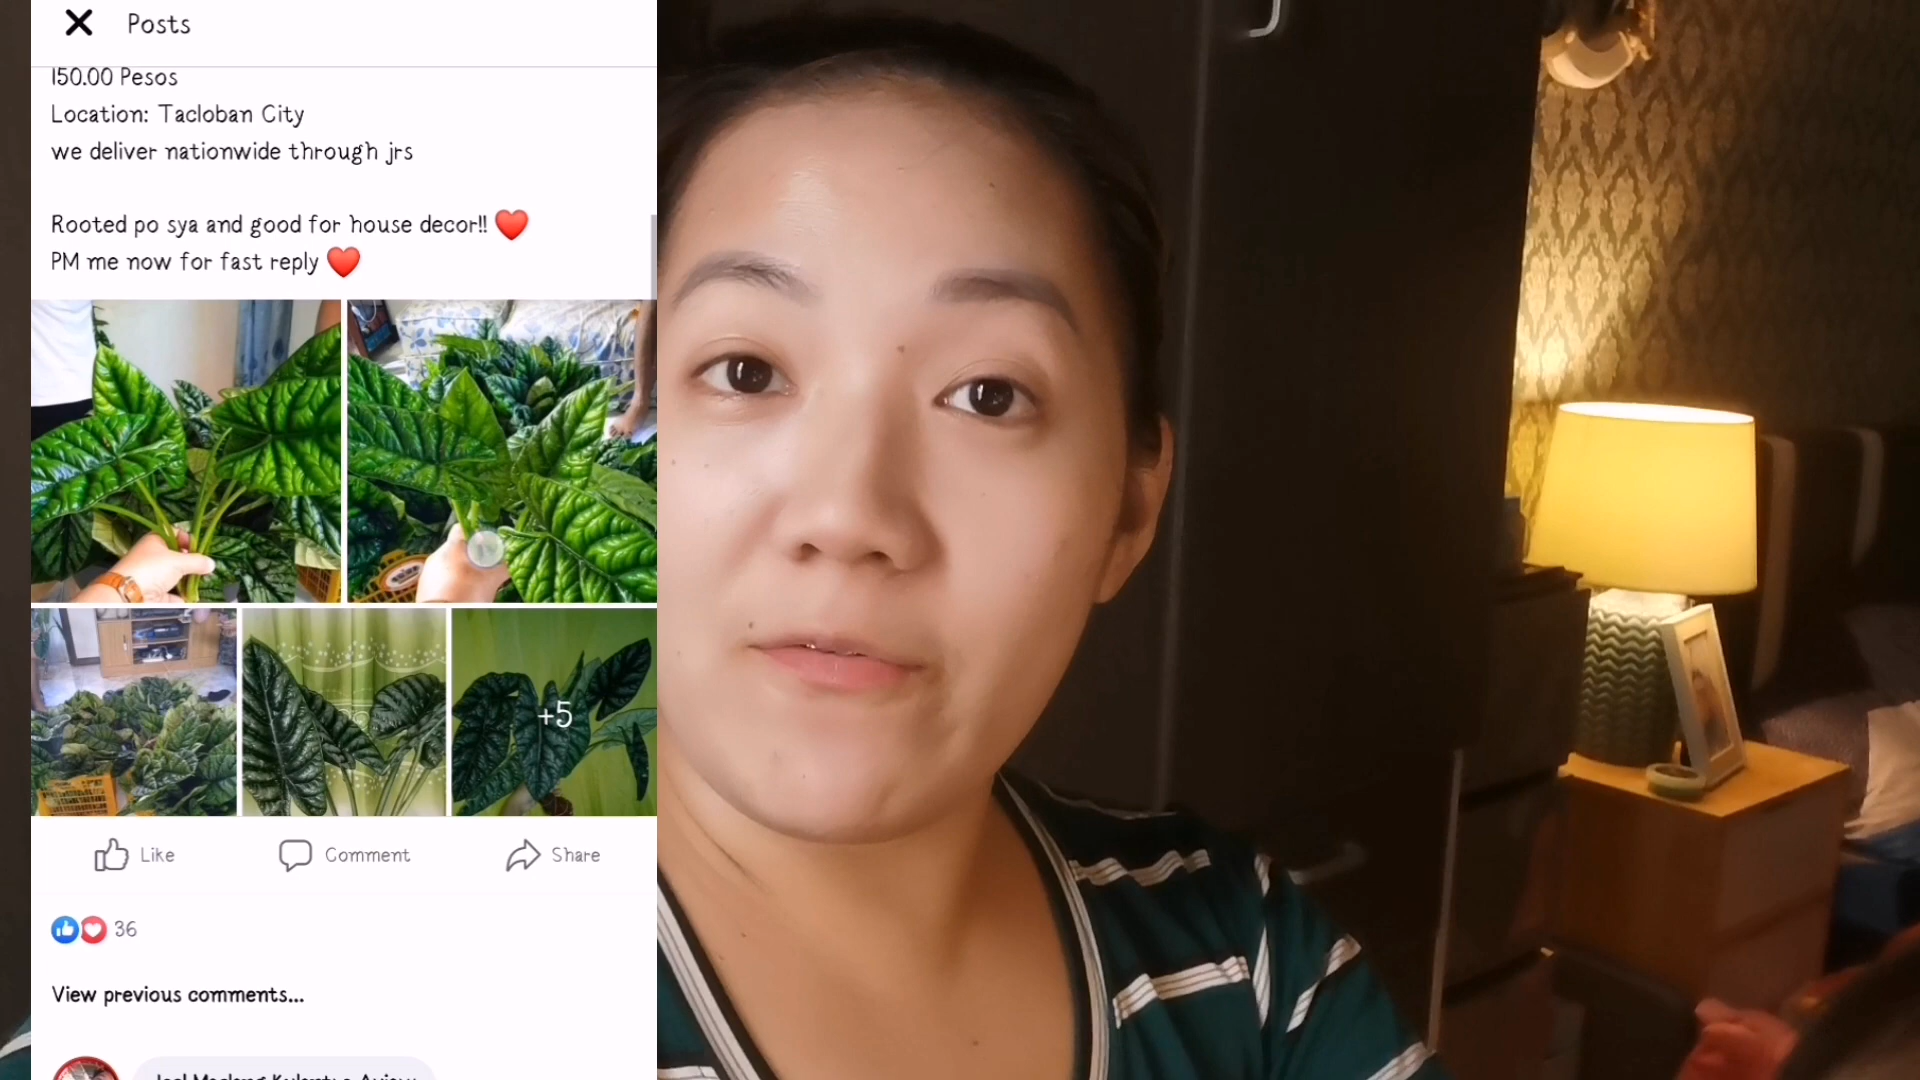 Posts
150.00 Pesos
Location: Tacloban City
we deliver nationwide through jrs
Rooted po sya and good for house decor!! ❤️
PM me now for fast reply ❤️
+5
Like
Comment
Share
36
View previous comments...